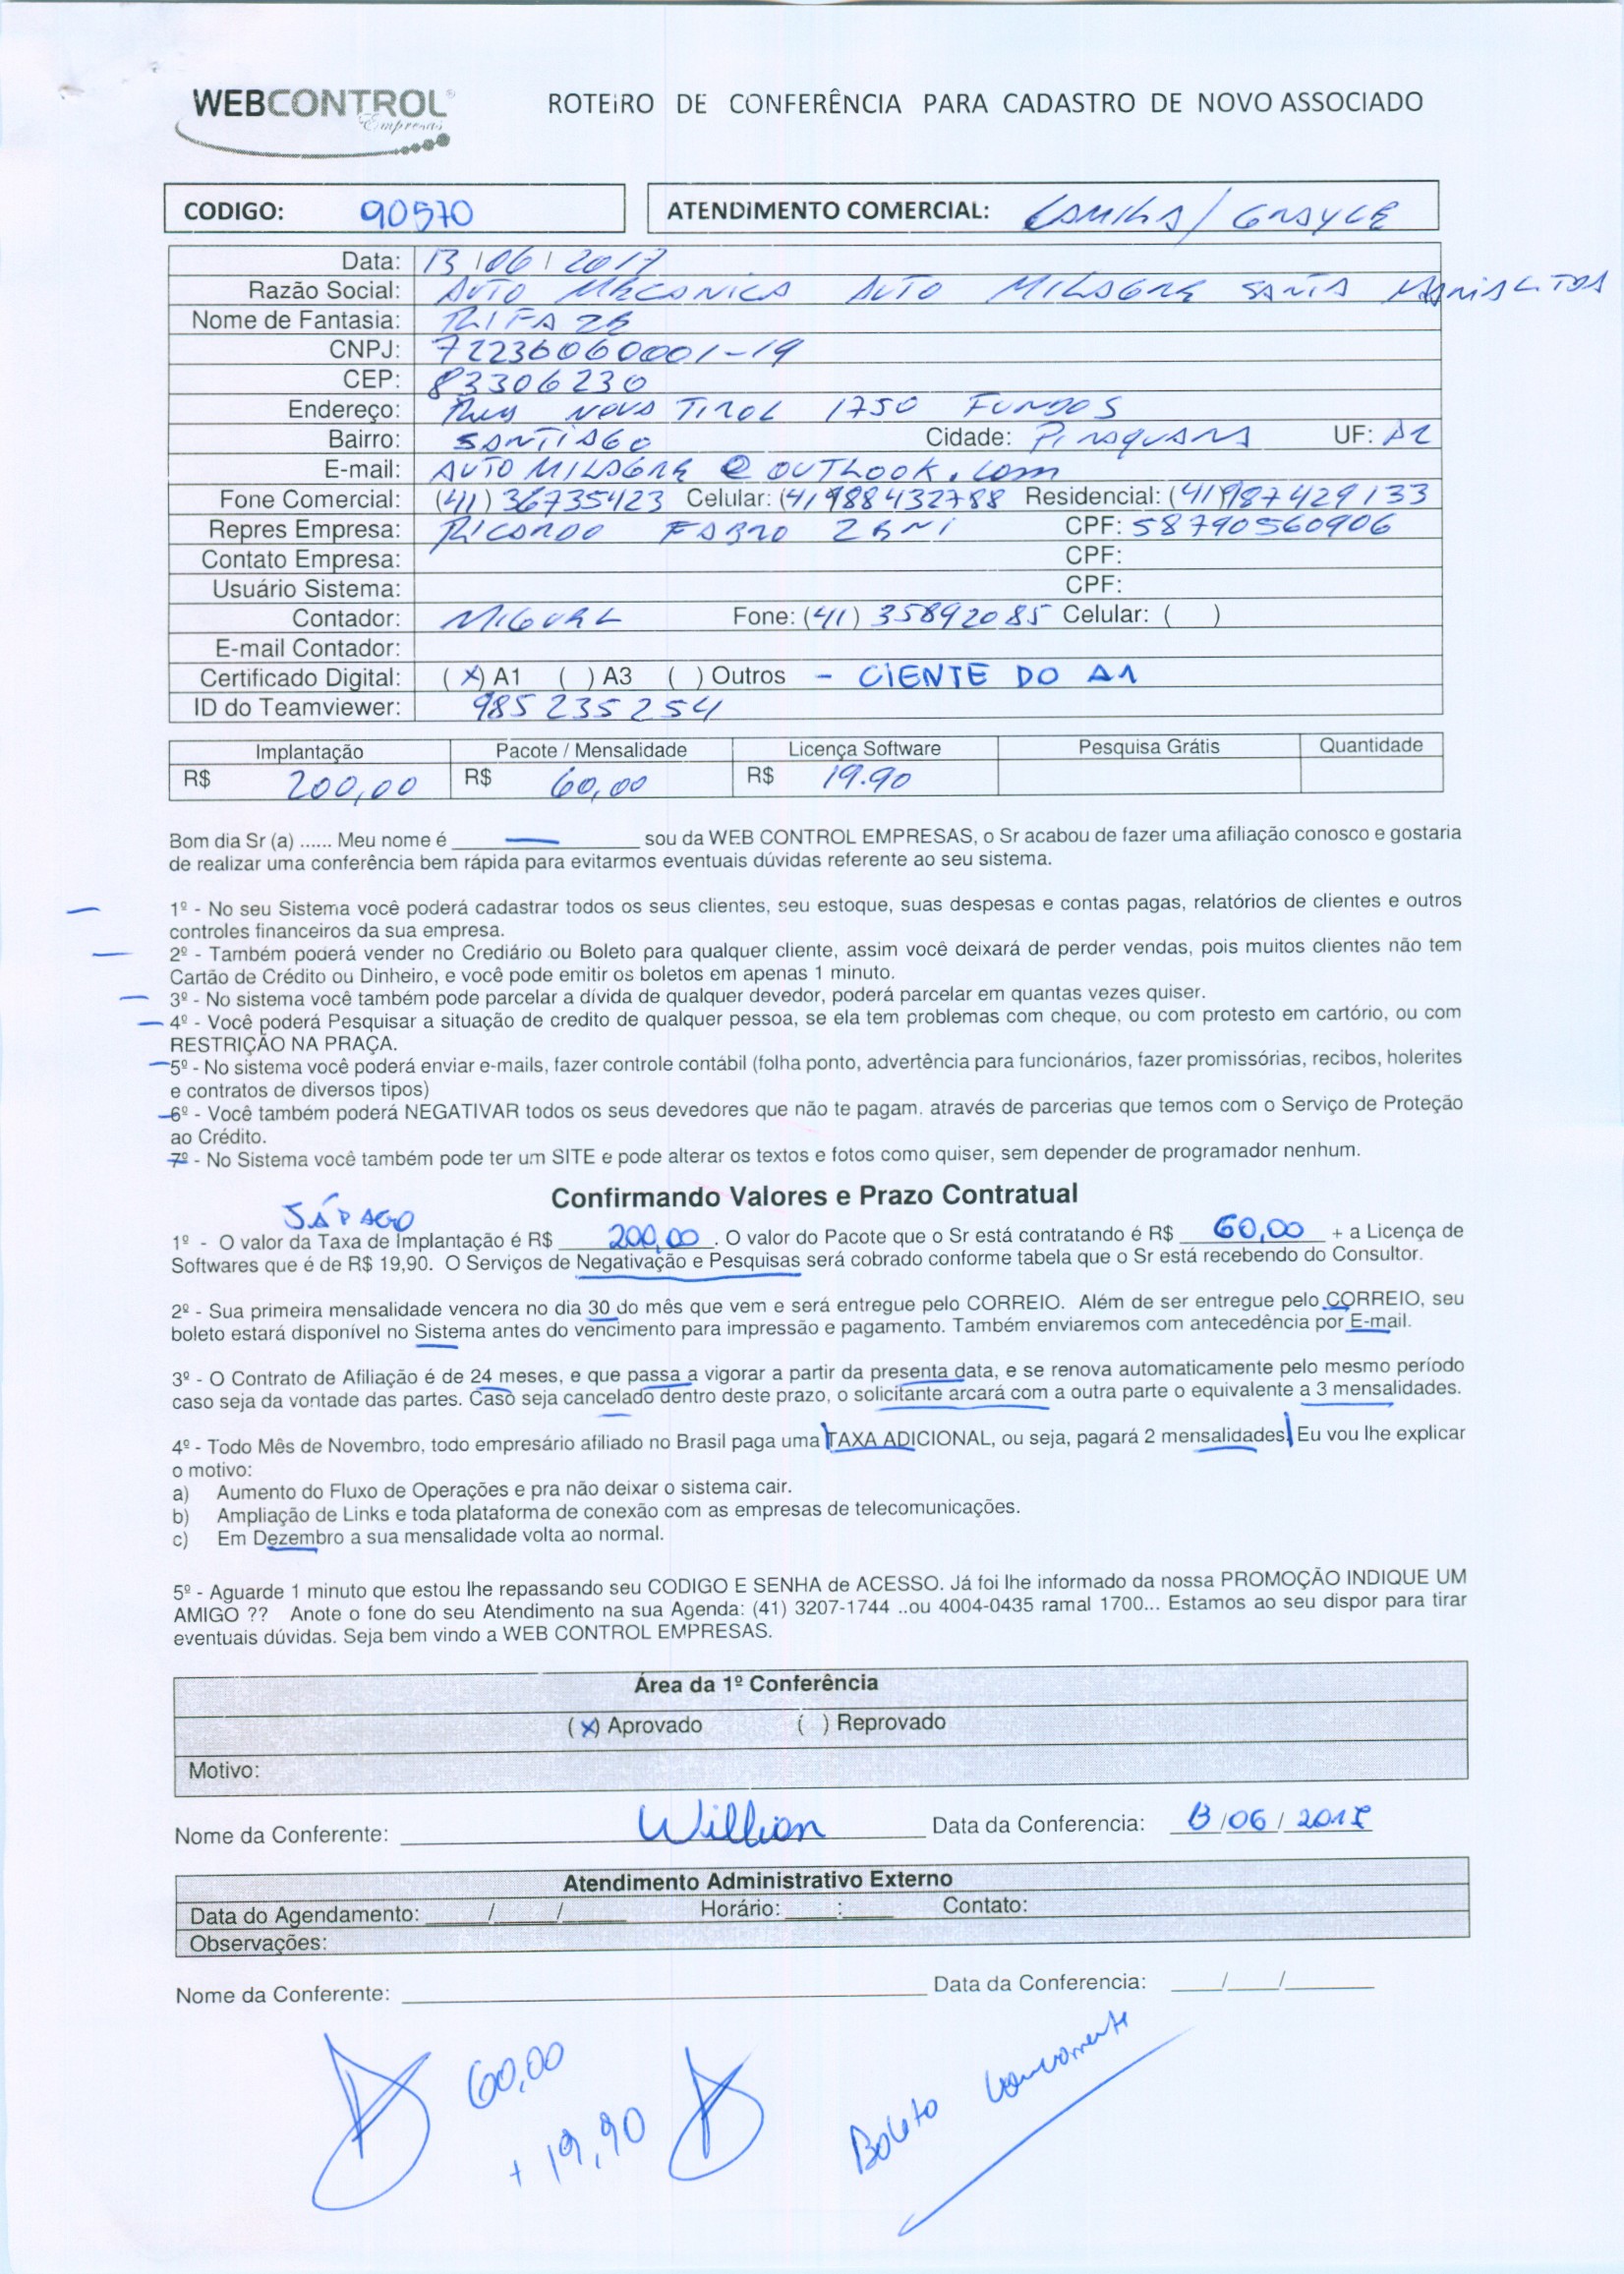 WEBCONTROL
Empresas
ROTEIRO DE CONFERÊNCIA PARA CADASTRO DE NOVO ASSOCIADO
CODIGO: 90570
ATENDIMENTO COMERCIAL: CAMILA / GRAYCE
Data: 13 / 06 / 2017
Razão Social: AUTO MECANICA AUTO MILAGRE SANTA MARIA LTDA
Nome de Fantasia:
CNPJ: 72236060001-19
CEP: 83306230
Endereço: RUA NOVO TIROL 1750 FUNDOS
Bairro: SANTIAGO Cidade: PIRAQUARA UF: PR
E-mail: AUTOMILAGRE@OUTLOOK.com
Fone Comercial: (41) 36735423 Celular: (41) 988432788 Residencial: (41) 987429133
Repres Empresa: RICARDO FABRO ZENI CPF: 58790560906
Contato Empresa: CPF:
Usuário Sistema: CPF:
Contador: MIGUEL Fone: (41) 35892085 Celular: ( )
E-mail Contador:
Certificado Digital: (X) A1 ( ) A3 ( ) Outros - CIENTE DO A1
ID do Teamviewer: 985 235 254
Implantação Pacote / Mensalidade Licença Software Pesquisa Grátis Quantidade
R$ 200,00 R$ 60,00 R$ 19.90
Bom dia Sr (a) ...... Meu nome é ____ sou da WEB CONTROL EMPRESAS, o Sr acabou de fazer uma afiliação conosco e gostaria
de realizar uma conferência bem rápida para evitarmos eventuais dúvidas referente ao seu sistema.
1º - No seu Sistema você poderá cadastrar todos os seus clientes, seu estoque, suas despesas e contas pagas, relatórios de clientes e outros
controles financeiros da sua empresa.
2º - Também poderá vender no Crediário ou Boleto para qualquer cliente, assim você deixará de perder vendas, pois muitos clientes não tem
Cartão de Crédito ou Dinheiro, e você pode emitir os boletos em apenas 1 minuto.
3º - No sistema você também pode parcelar a dívida de qualquer devedor, poderá parcelar em quantas vezes quiser.
4º - Você poderá Pesquisar a situação de credito de qualquer pessoa, se ela tem problemas com cheque, ou com protesto em cartório, ou com
RESTRIÇÃO NA PRAÇA.
5º - No sistema você poderá enviar e-mails, fazer controle contábil (folha ponto, advertência para funcionários, fazer promissórias, recibos, holerites
e contratos de diversos tipos)
6º - Você também poderá NEGATIVAR todos os seus devedores que não te pagam. através de parcerias que temos com o Serviço de Proteção
ao Crédito.
7º - No Sistema você também pode ter um SITE e pode alterar os textos e fotos como quiser, sem depender de programador nenhum.
Confirmando Valores e Prazo Contratual
JÁ PAGO
1º - O valor da Taxa de Implantação é R$ 200,00. O valor do Pacote que o Sr está contratando é R$ 60,00 + a Licença de
Softwares que é de R$ 19,90. O Serviços de Negativação e Pesquisas será cobrado conforme tabela que o Sr está recebendo do Consultor.
2º - Sua primeira mensalidade vencera no dia 30 do mês que vem e será entregue pelo CORREIO. Além de ser entregue pelo CORREIO, seu
boleto estará disponível no Sistema antes do vencimento para impressão e pagamento. Também enviaremos com antecedência por E-mail.
3º - O Contrato de Afiliação é de 24 meses, e que passa a vigorar a partir da presenta data, e se renova automaticamente pelo mesmo período
caso seja da vontade das partes. Caso seja cancelado dentro deste prazo, o solicitante arcará com a outra parte o equivalente a 3 mensalidades.
4º - Todo Mês de Novembro, todo empresário afiliado no Brasil paga uma TAXA ADICIONAL, ou seja, pagará 2 mensalidades. Eu vou lhe explicar
o motivo:
a) Aumento do Fluxo de Operações e pra não deixar o sistema cair.
b) Ampliação de Links e toda plataforma de conexão com as empresas de telecomunicações.
c) Em Dezembro a sua mensalidade volta ao normal.
5º - Aguarde 1 minuto que estou lhe repassando seu CODIGO E SENHA de ACESSO. Já foi lhe informado da nossa PROMOÇÃO INDIQUE UM
AMIGO ?? Anote o fone do seu Atendimento na sua Agenda: (41) 3207-1744 ..ou 4004-0435 ramal 1700... Estamos ao seu dispor para tirar
eventuais dúvidas. Seja bem vindo a WEB CONTROL EMPRESAS.
Área da 1º Conferência
(X) Aprovado ( ) Reprovado
Motivo:
Nome da Conferente: Willian Data da Conferencia: 13 / 06 / 2017
Atendimento Administrativo Externo
Data do Agendamento: ___/___/___ Horário: ___:___ Contato:
Observações:
Nome da Conferente: ____ Data da Conferencia: ___/___/___
60,00
+ 19,90
Boleto